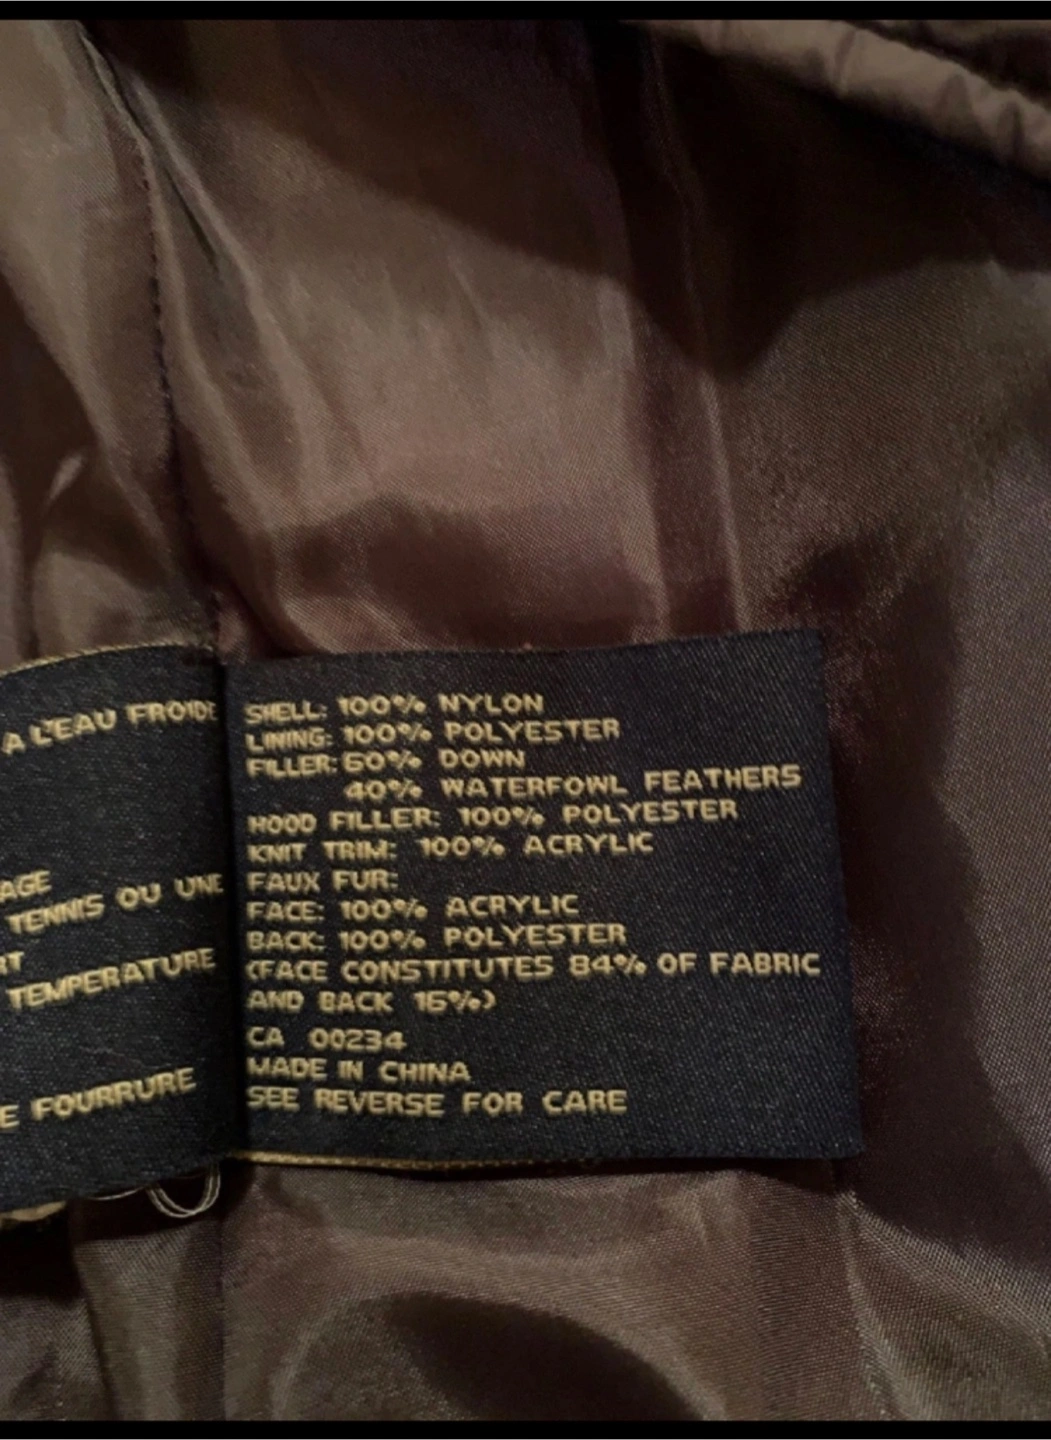 A L'EAU FROIDE
AGE
TENNIS OU UNE
RT
TEMPERATURE
E FOURRURE
SHELL: 100% NYLON
LINING: 100% POLYESTER
FILLER: 60% DOWN
40% WATERFOWL FEATHERS
HOOD FILLER: 100% POLYESTER
KNIT TRIM: 100% ACRYLIC
FAUX FUR:
FACE: 100% ACRYLIC
BACK: 100% POLYESTER
(FACE CONSTITUTES 84% OF FABRIC
AND BACK 16%)
CA 00234
MADE IN CHINA
SEE REVERSE FOR CARE